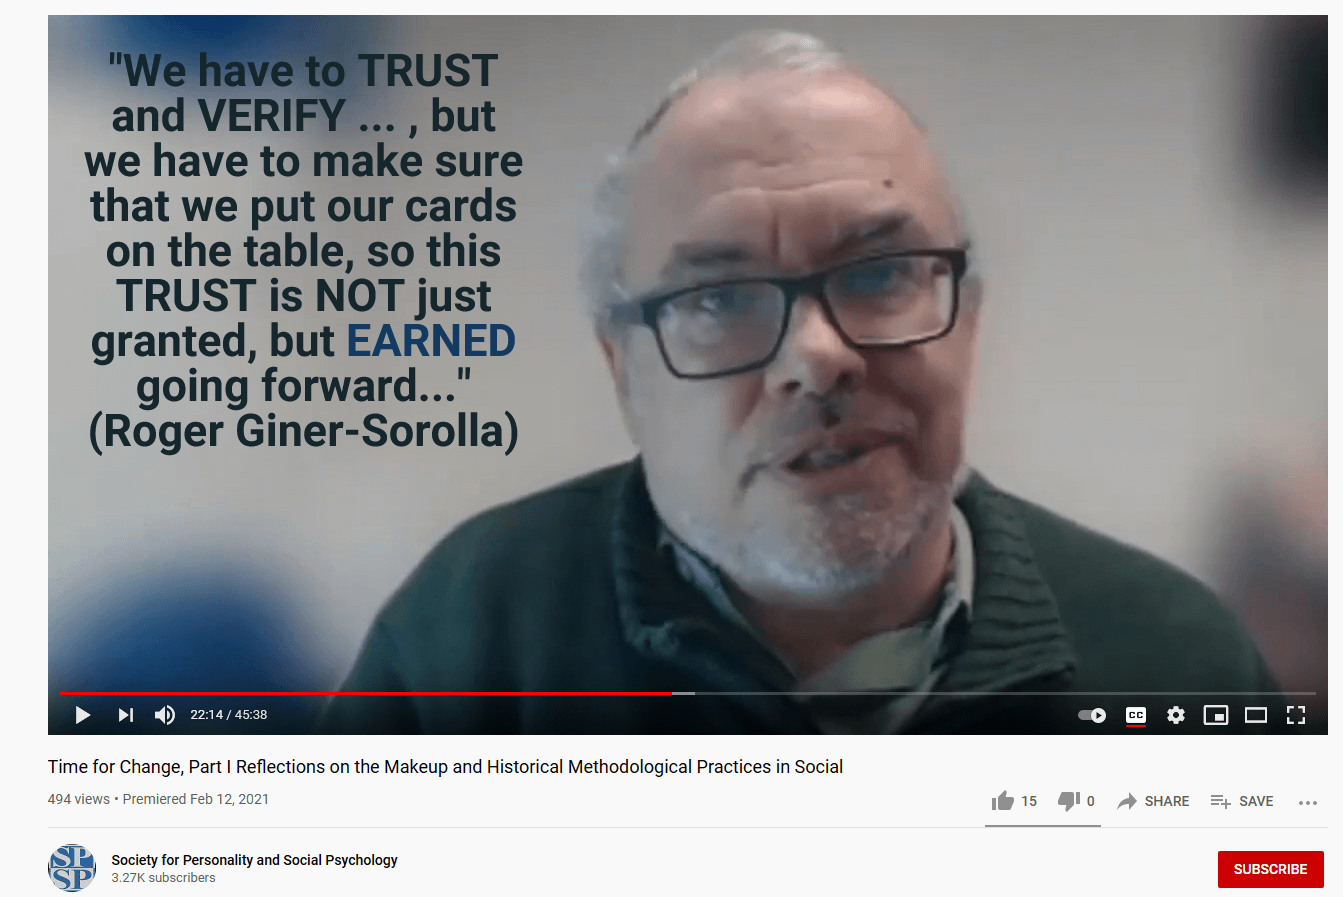 "We have to TRUST
and VERIFY ... , but
we have to make sure
that we put our cards
on the table, so this
TRUST is NOT just
granted, but EARNED
going forward..."
(Roger Giner-Sorolla)
22:14 / 45:38
CC
Time for Change, Part I Reflections on the Makeup and Historical Methodological Practices in Social
494 views • Premiered Feb 12, 2021
15 0 SHARE SAVE
SP
SP
Society for Personality and Social Psychology
3.27K subscribers
SUBSCRIBE